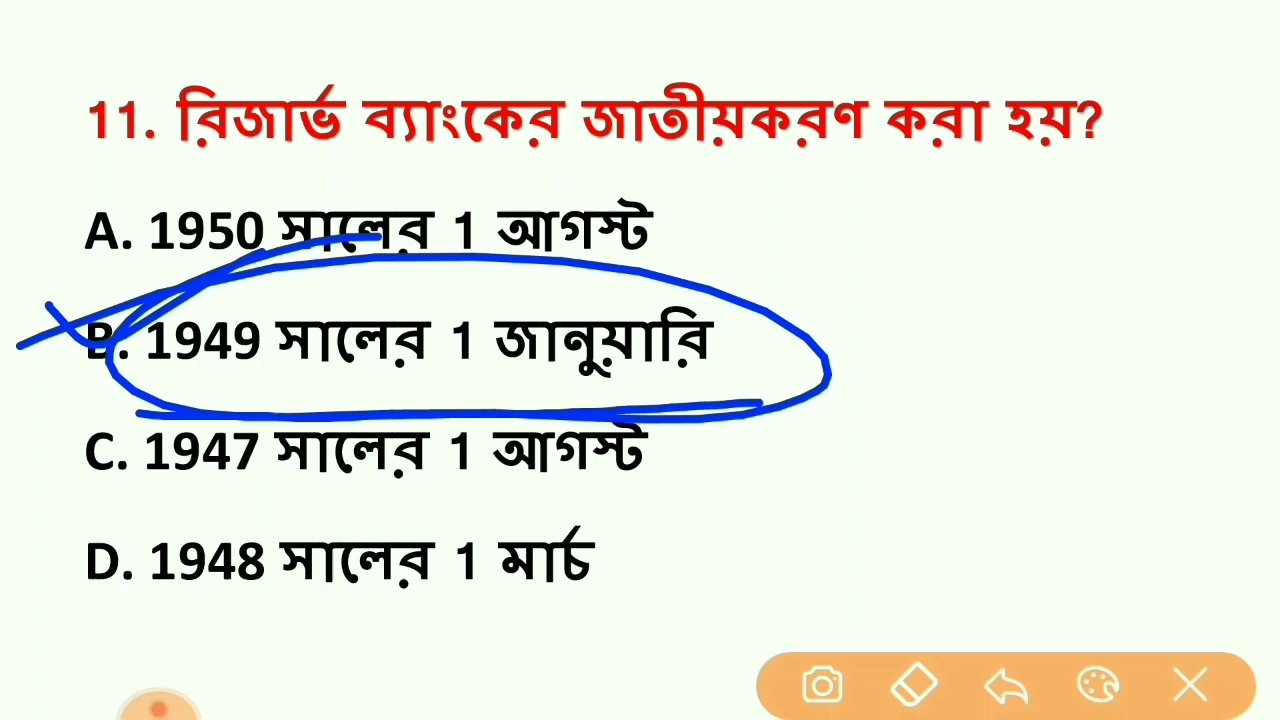 11. রিজার্ভ ব্যাংকের জাতীয়করণ করা হয়?
A. 1950 সালের 1 আগস্ট
B. 1949 সালের 1 জানুয়ারি
C. 1947 সালের 1 আগস্ট
D. 1948 সালের 1 মার্চ